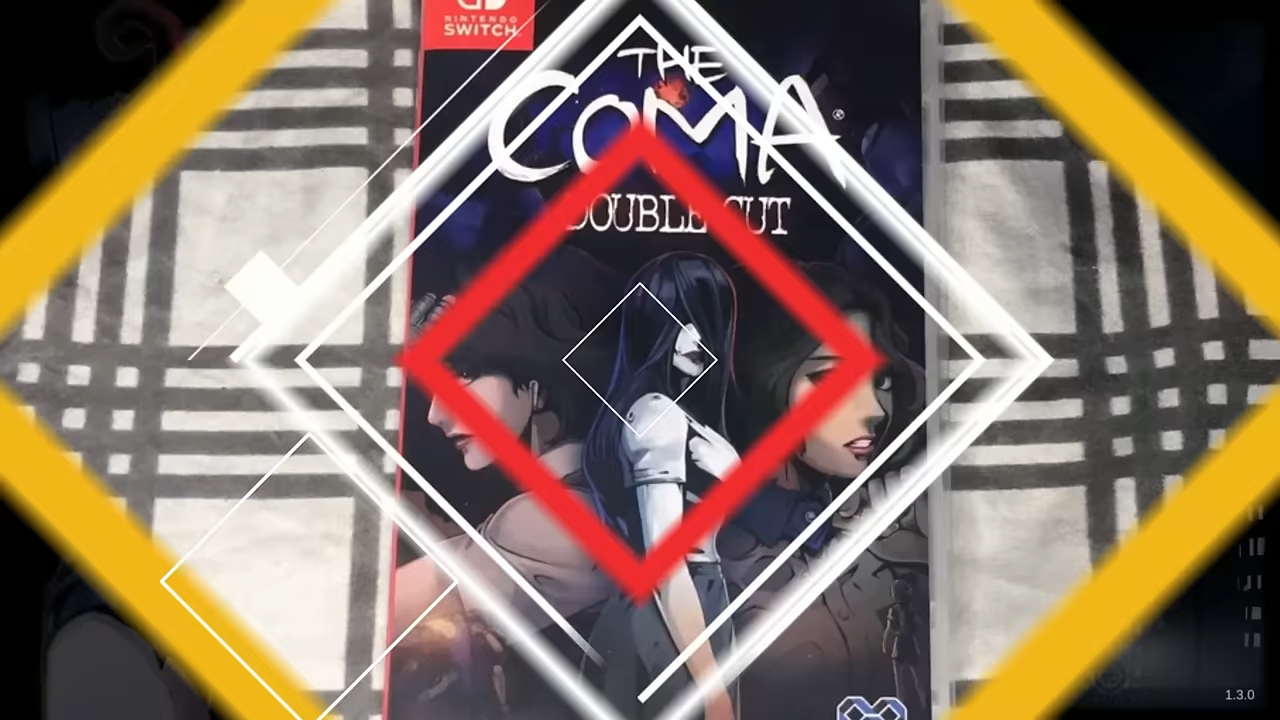 NINTENDO
SWITCH
THE
COMA®
DOUBLE CUT
1.3.0